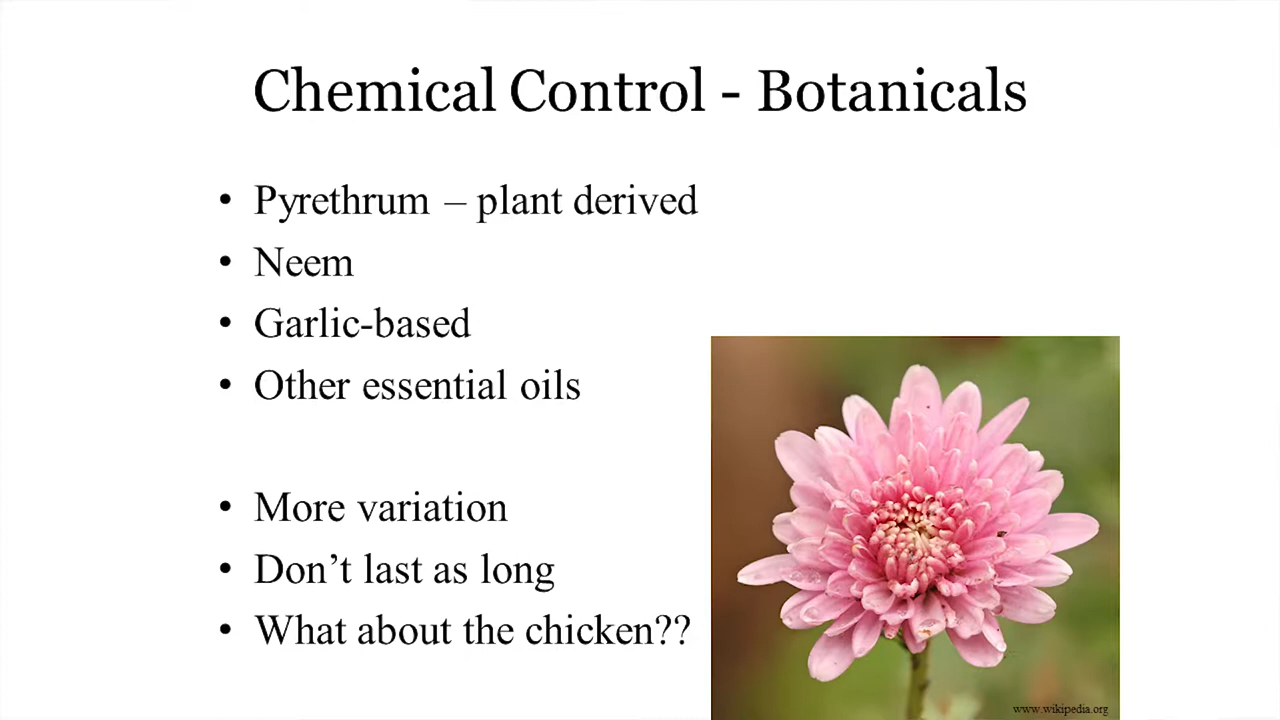 Chemical Control - Botanicals
• Pyrethrum – plant derived
• Neem
• Garlic-based
• Other essential oils
• More variation
• Don’t last as long
• What about the chicken??
www.wikipedia.org